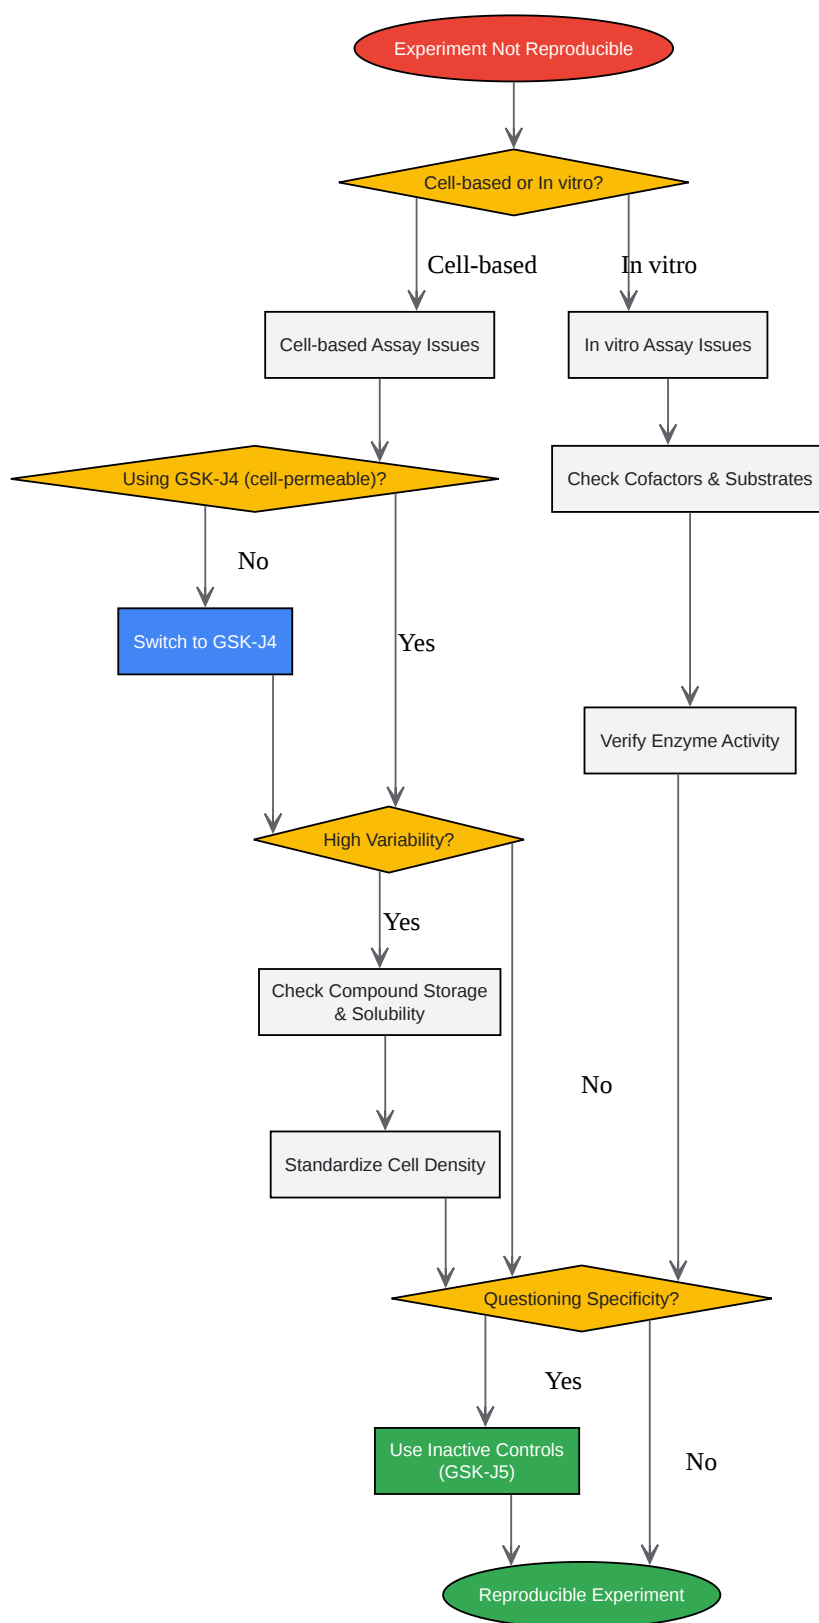 Experiment Not Reproducible
Cell-based or In vitro?
Cell-based
In vitro
Cell-based Assay Issues
In vitro Assay Issues
Using GSK-J4 (cell-permeable)?
Check Cofactors & Substrates
No
Switch to GSK-J4
Yes
Verify Enzyme Activity
High Variability?
Yes
Check Compound Storage
& Solubility
No
Standardize Cell Density
Questioning Specificity?
Yes
Use Inactive Controls
(GSK-J5)
No
Reproducible Experiment